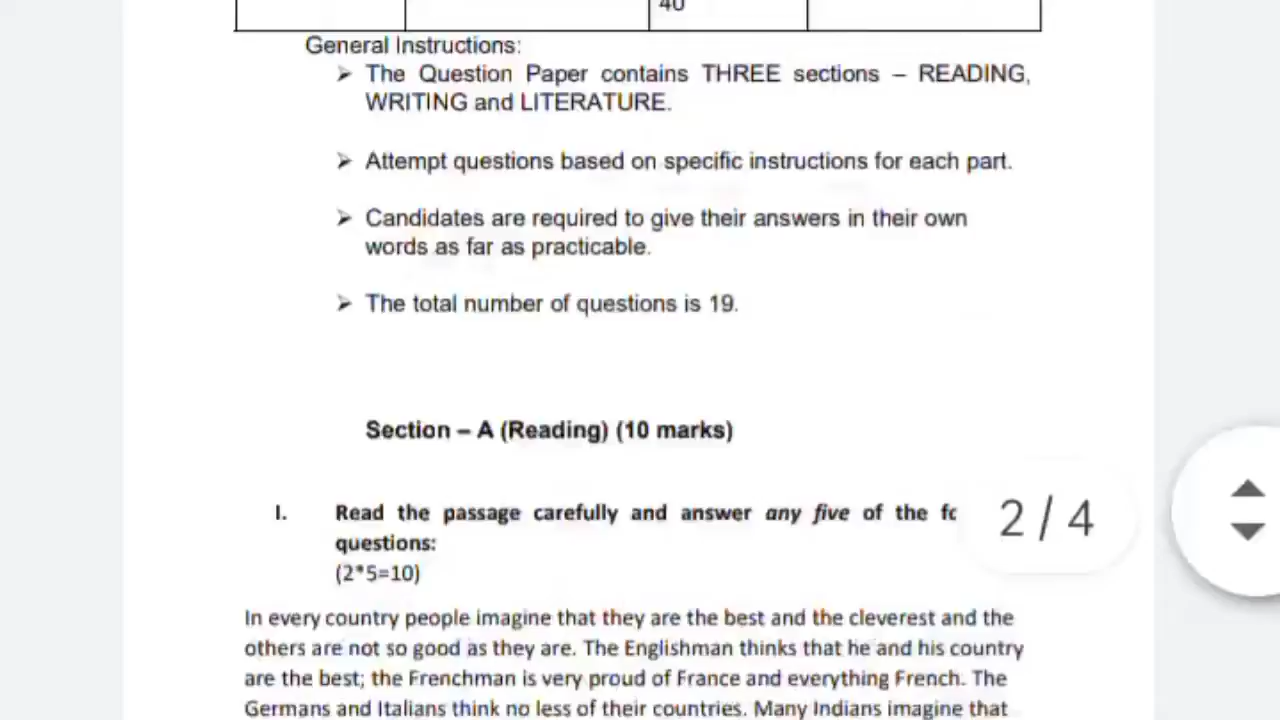 40
General Instructions:
➢ The Question Paper contains THREE sections – READING,
WRITING and LITERATURE.
➢ Attempt questions based on specific instructions for each part.
➢ Candidates are required to give their answers in their own
words as far as practicable.
➢ The total number of questions is 19.
Section – A (Reading) (10 marks)
I. Read the passage carefully and answer any five of the
questions:
(2*5=10)
2 / 4
In every country people imagine that they are the best and the cleverest and the
others are not so good as they are. The Englishman thinks that he and his country
are the best; the Frenchman is very proud of France and everything French. The
Germans and Italians think no less of their countries. Many Indians imagine that